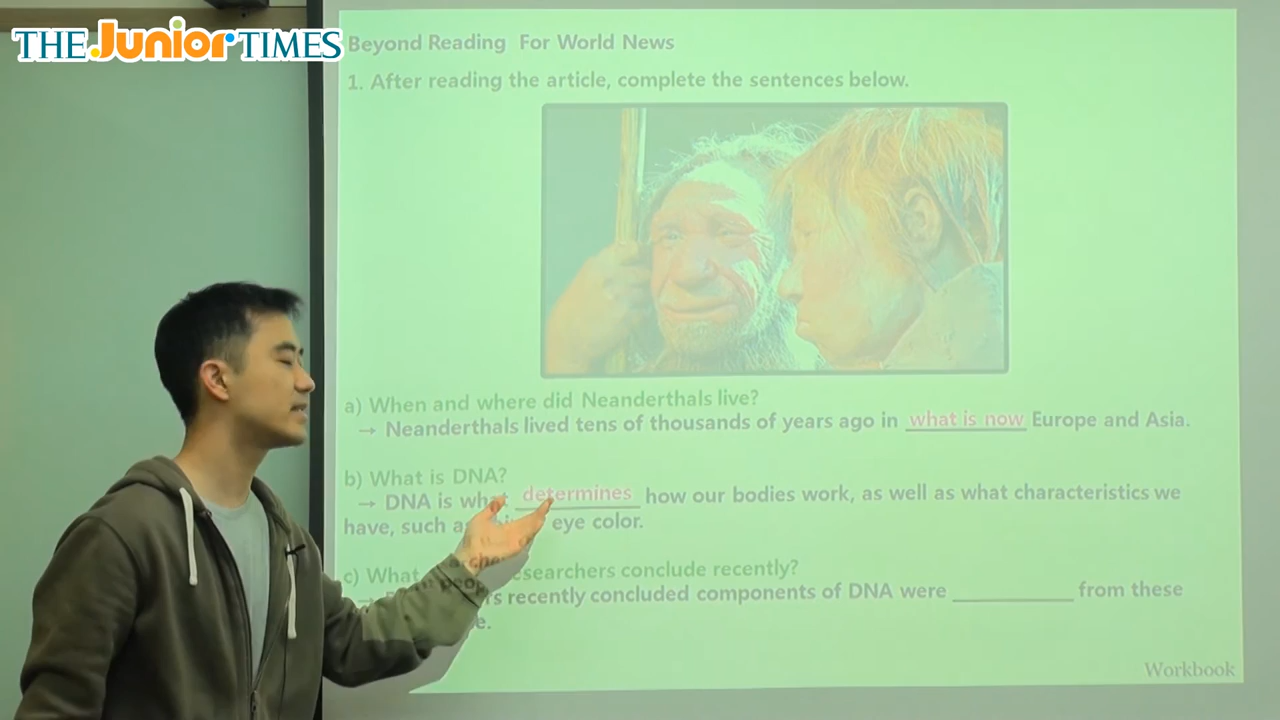 THE Junior TIMES
Beyond Reading For World News
1. After reading the article, complete the sentences below.
a) When and where did Neanderthals live?
→ Neanderthals lived tens of thousands of years ago in what is now Europe and Asia.
b) What is DNA?
→ DNA is what determines how our bodies work, as well as what characteristics we
have, such eye color.
c) What researchers conclude recently?
→ recently concluded components of DNA were __________ from these
Workbook